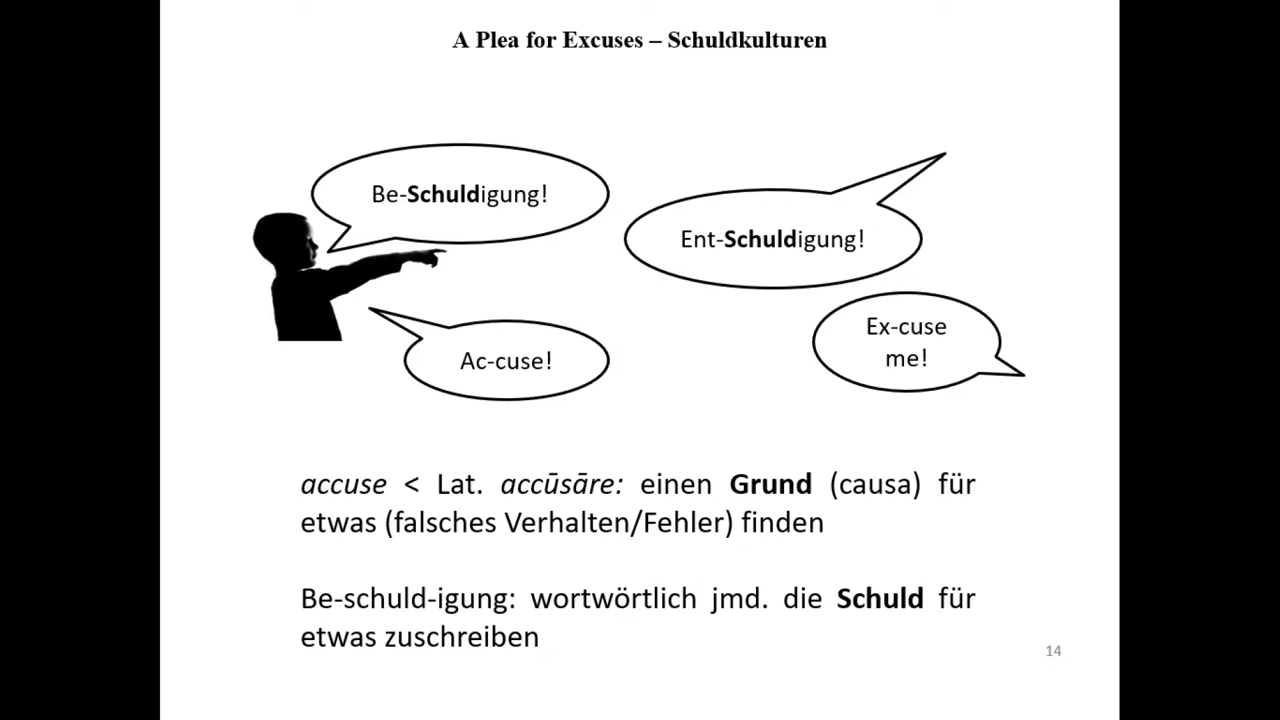 A Plea for Excuses – Schuldkulturen
Be-Schuldigung!
Ent-Schuldigung!
Ac-cuse!
Ex-cuse
me!
accuse < Lat. accūsāre: einen Grund (causa) für
etwas (falsches Verhalten/Fehler) finden
Be-schuld-igung: wortwörtlich jmd. die Schuld für
etwas zuschreiben
14